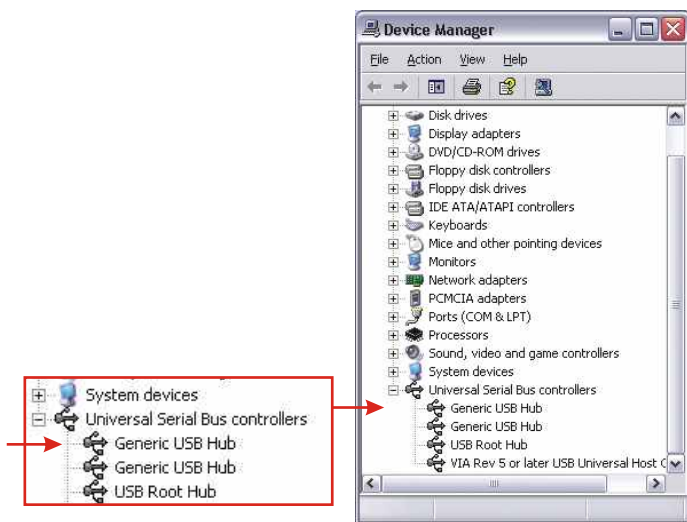 Device Manager
File Action View Help
Disk drives
Display adapters
DVD/CD-ROM drives
Floppy disk controllers
Floppy disk drives
IDE ATA/ATAPI controllers
Keyboards
Mice and other pointing devices
Monitors
Network adapters
PCMCIA adapters
Ports (COM & LPT)
Processors
Sound, video and game controllers
System devices
Universal Serial Bus controllers
Generic USB Hub
Generic USB Hub
USB Root Hub
VIA Rev 5 or later USB Universal Host C
System devices
Universal Serial Bus controllers
Generic USB Hub
Generic USB Hub
USB Root Hub